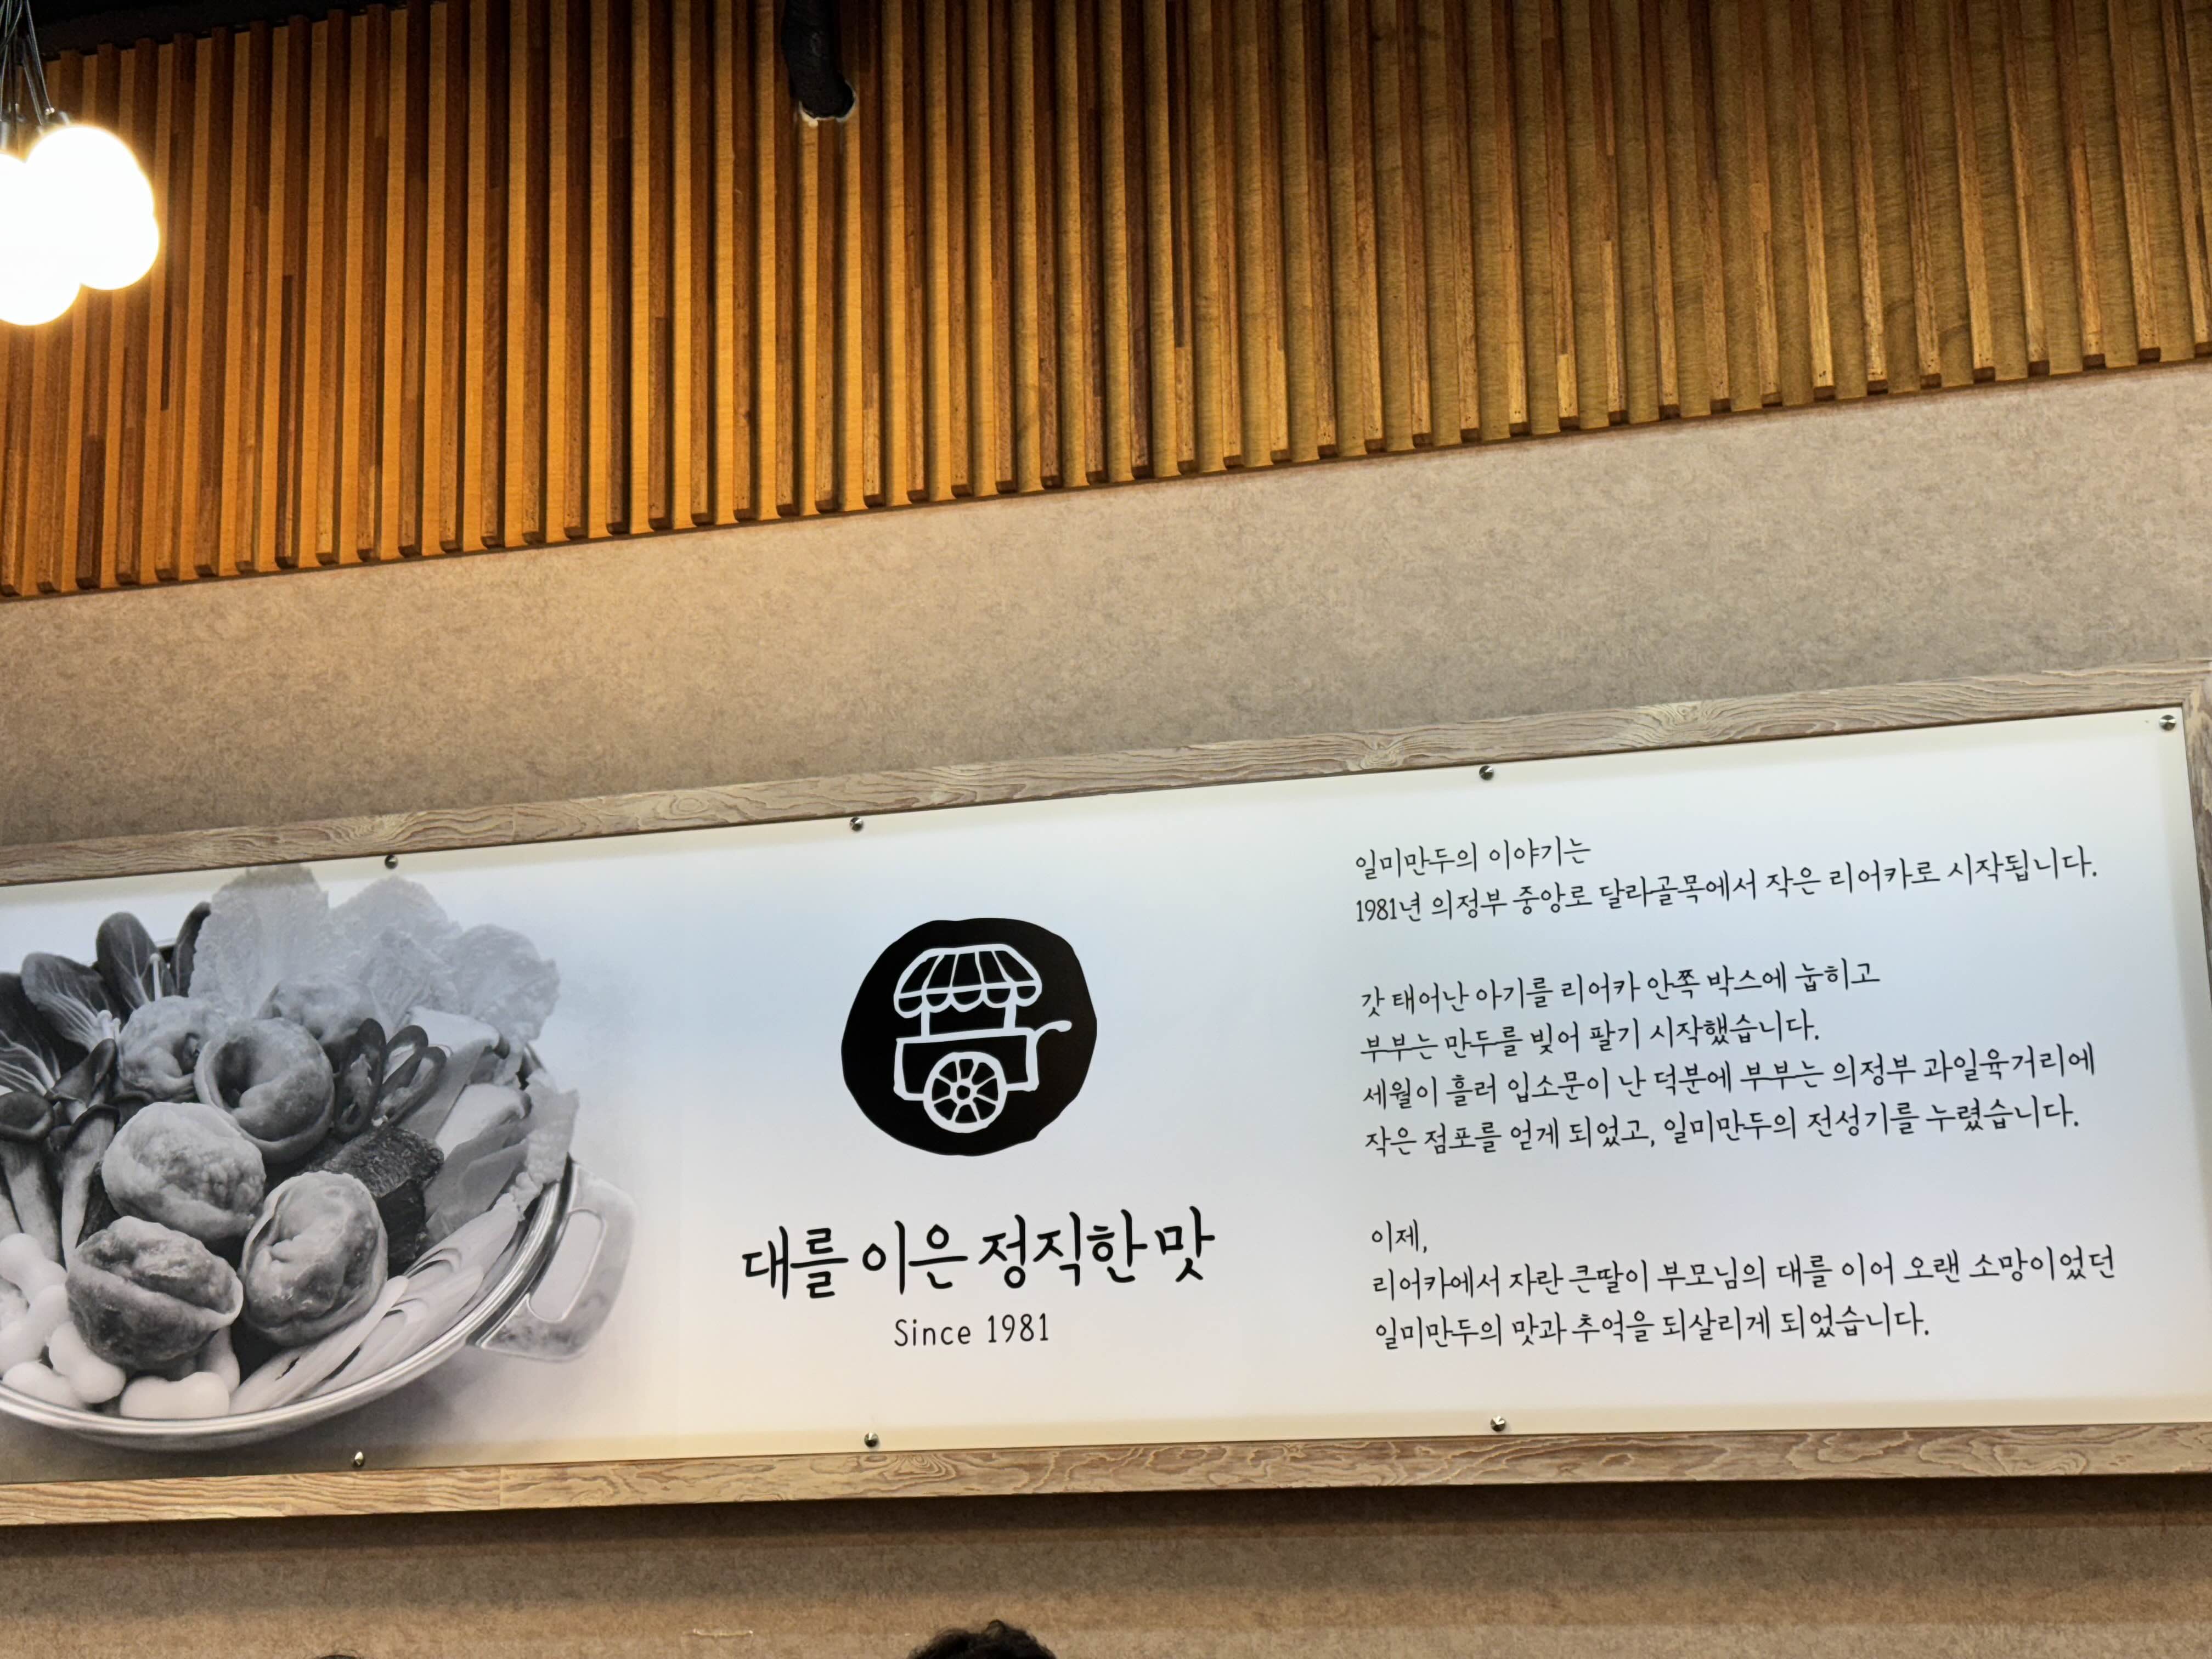 대를 이은 정직한 맛
Since 1981
일미만두의 이야기는
1981년 의정부 중앙로 달라골목에서 작은 리어카로 시작됩니다.
갓 태어난 아기를 리어카 안쪽 박스에 눕히고
부부는 만두를 빚어 팔기 시작했습니다.
세월이 흘러 입소문이 난 덕분에 부부는 의정부 과일육거리에
작은 점포를 얻게 되었고, 일미만두의 전성기를 누렸습니다.
이제,
리어카에서 자란 큰딸이 부모님의 대를 이어 오랜 소망이었던
일미만두의 맛과 추억을 되살리게 되었습니다.